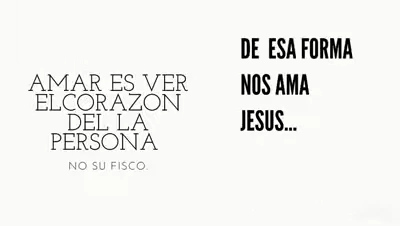 AMAR ES VER
ELCORAZON
DEL LA
PERSONA
NO SU FISCO.
DE ESA FORMA
NOS AMA
JESUS...